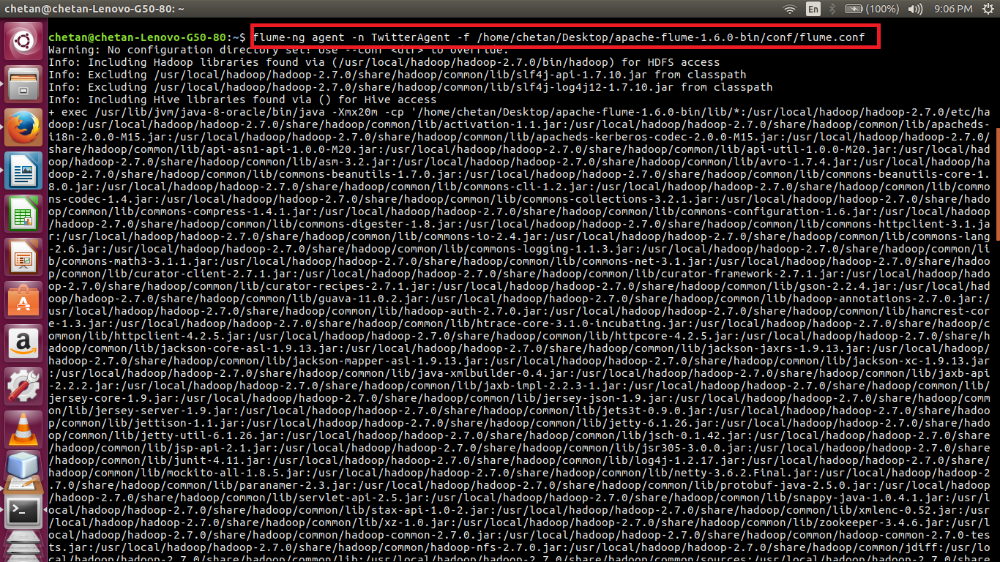 chetan@chetan-Lenovo-G50-80: ~
En
(100%)
9:06 PM
chetan@chetan-Lenovo-G50-80:~$ flume-ng agent -n TwitterAgent -f /home/chetan/Desktop/apache-flume-1.6.0-bin/conf/flume.conf
Warning: No configuration directory set! Use --conf <dir> to override.
Info: Including Hadoop libraries found via (/usr/local/hadoop/hadoop-2.7.0/bin/hadoop) for HDFS access
Info: Excluding /usr/local/hadoop/hadoop-2.7.0/share/hadoop/common/lib/slf4j-api-1.7.10.jar from classpath
Info: Excluding /usr/local/hadoop/hadoop-2.7.0/share/hadoop/common/lib/slf4j-log4j12-1.7.10.jar from classpath
Info: Including Hive libraries found via () for Hive access
+ exec /usr/lib/jvm/java-8-oracle/bin/java -Xmx20m -cp '/home/chetan/Desktop/apache-flume-1.6.0-bin/lib/*:/usr/local/hadoop/hadoop-2.7.0/etc/ha
doop:/usr/local/hadoop/hadoop-2.7.0/share/hadoop/common/lib/activation-1.1.jar:/usr/local/hadoop/hadoop-2.7.0/share/hadoop/common/lib/apacheds-
i18n-2.0.0-M15.jar:/usr/local/hadoop/hadoop-2.7.0/share/hadoop/common/lib/apacheds-kerberos-codec-2.0.0-M15.jar:/usr/local/hadoop/hadoop-2.7.0/
share/hadoop/common/lib/api-asn1-api-1.0.0-M20.jar:/usr/local/hadoop/hadoop-2.7.0/share/hadoop/common/lib/api-util-1.0.0-M20.jar:/usr/local/had
oop/hadoop-2.7.0/share/hadoop/common/lib/asm-3.2.jar:/usr/local/hadoop/hadoop-2.7.0/share/hadoop/common/lib/avro-1.7.4.jar:/usr/local/hadoop/ha
doop-2.7.0/share/hadoop/common/lib/commons-beanutils-1.7.0.jar:/usr/local/hadoop/hadoop-2.7.0/share/hadoop/common/lib/commons-beanutils-core-1.
8.0.jar:/usr/local/hadoop/hadoop-2.7.0/share/hadoop/common/lib/commons-cli-1.2.jar:/usr/local/hadoop/hadoop-2.7.0/share/hadoop/common/lib/commo
ns-codec-1.4.jar:/usr/local/hadoop/hadoop-2.7.0/share/hadoop/common/lib/commons-collections-3.2.1.jar:/usr/local/hadoop/hadoop-2.7.0/share/hado
op/common/lib/commons-compress-1.4.1.jar:/usr/local/hadoop/hadoop-2.7.0/share/hadoop/common/lib/commons-configuration-1.6.jar:/usr/local/hadoop
/hadoop-2.7.0/share/hadoop/common/lib/commons-digester-1.8.jar:/usr/local/hadoop/hadoop-2.7.0/share/hadoop/common/lib/commons-httpclient-3.1.ja
r:/usr/local/hadoop/hadoop-2.7.0/share/hadoop/common/lib/commons-io-2.4.jar:/usr/local/hadoop/hadoop-2.7.0/share/hadoop/common/lib/commons-lang
-2.6.jar:/usr/local/hadoop/hadoop-2.7.0/share/hadoop/common/lib/commons-logging-1.1.3.jar:/usr/local/hadoop/hadoop-2.7.0/share/hadoop/common/li
b/commons-math3-3.1.1.jar:/usr/local/hadoop/hadoop-2.7.0/share/hadoop/common/lib/commons-net-3.1.jar:/usr/local/hadoop/hadoop-2.7.0/share/hadoo
p/common/lib/curator-client-2.7.1.jar:/usr/local/hadoop/hadoop-2.7.0/share/hadoop/common/lib/curator-framework-2.7.1.jar:/usr/local/hadoop/hado
op-2.7.0/share/hadoop/common/lib/curator-recipes-2.7.1.jar:/usr/local/hadoop/hadoop-2.7.0/share/hadoop/common/lib/gson-2.2.4.jar:/usr/local/had
oop/hadoop-2.7.0/share/hadoop/common/lib/guava-11.0.2.jar:/usr/local/hadoop/hadoop-2.7.0/share/hadoop/common/lib/hadoop-annotations-2.7.0.jar:/
usr/local/hadoop/hadoop-2.7.0/share/hadoop/common/lib/hadoop-auth-2.7.0.jar:/usr/local/hadoop/hadoop-2.7.0/share/hadoop/common/lib/hamcrest-cor
e-1.3.jar:/usr/local/hadoop/hadoop-2.7.0/share/hadoop/common/lib/htrace-core-3.1.0-incubating.jar:/usr/local/hadoop/hadoop-2.7.0/share/hadoop/c
ommon/lib/httpclient-4.2.5.jar:/usr/local/hadoop/hadoop-2.7.0/share/hadoop/common/lib/httpcore-4.2.5.jar:/usr/local/hadoop/hadoop-2.7.0/share/h
adoop/common/lib/jackson-core-asl-1.9.13.jar:/usr/local/hadoop/hadoop-2.7.0/share/hadoop/common/lib/jackson-jaxrs-1.9.13.jar:/usr/local/hadoop/
hadoop-2.7.0/share/hadoop/common/lib/jackson-mapper-asl-1.9.13.jar:/usr/local/hadoop/hadoop-2.7.0/share/hadoop/common/lib/jackson-xc-1.9.13.jar
:/usr/local/hadoop/hadoop-2.7.0/share/hadoop/common/lib/java-xmlbuilder-0.4.jar:/usr/local/hadoop/hadoop-2.7.0/share/hadoop/common/lib/jaxb-api
-2.2.2.jar:/usr/local/hadoop/hadoop-2.7.0/share/hadoop/common/lib/jaxb-impl-2.2.3-1.jar:/usr/local/hadoop/hadoop-2.7.0/share/hadoop/common/lib/
jersey-core-1.9.jar:/usr/local/hadoop/hadoop-2.7.0/share/hadoop/common/lib/jersey-json-1.9.jar:/usr/local/hadoop/hadoop-2.7.0/share/hadoop/comm
on/lib/jersey-server-1.9.jar:/usr/local/hadoop/hadoop-2.7.0/share/hadoop/common/lib/jets3t-0.9.0.jar:/usr/local/hadoop/hadoop-2.7.0/share/hadoo
p/common/lib/jettison-1.1.jar:/usr/local/hadoop/hadoop-2.7.0/share/hadoop/common/lib/jetty-6.1.26.jar:/usr/local/hadoop/hadoop-2.7.0/share/hado
op/common/lib/jetty-util-6.1.26.jar:/usr/local/hadoop/hadoop-2.7.0/share/hadoop/common/lib/jsch-0.1.42.jar:/usr/local/hadoop/hadoop-2.7.0/share
/hadoop/common/lib/jsp-api-2.1.jar:/usr/local/hadoop/hadoop-2.7.0/share/hadoop/common/lib/jsr305-3.0.0.jar:/usr/local/hadoop/hadoop-2.7.0/share
/hadoop/common/lib/junit-4.11.jar:/usr/local/hadoop/hadoop-2.7.0/share/hadoop/common/lib/log4j-1.2.17.jar:/usr/local/hadoop/hadoop-2.7.0/share/
hadoop/common/lib/mockito-all-1.8.5.jar:/usr/local/hadoop/hadoop-2.7.0/share/hadoop/common/lib/netty-3.6.2.Final.jar:/usr/local/hadoop/hadoop-2
.7.0/share/hadoop/common/lib/paranamer-2.3.jar:/usr/local/hadoop/hadoop-2.7.0/share/hadoop/common/lib/protobuf-java-2.5.0.jar:/usr/local/hadoop
/hadoop-2.7.0/share/hadoop/common/lib/servlet-api-2.5.jar:/usr/local/hadoop/hadoop-2.7.0/share/hadoop/common/lib/snappy-java-1.0.4.1.jar:/usr/l
ocal/hadoop/hadoop-2.7.0/share/hadoop/common/lib/stax-api-1.0-2.jar:/usr/local/hadoop/hadoop-2.7.0/share/hadoop/common/lib/xmlenc-0.52.jar:/usr
/local/hadoop/hadoop-2.7.0/share/hadoop/common/lib/xz-1.0.jar:/usr/local/hadoop/hadoop-2.7.0/share/hadoop/common/lib/zookeeper-3.4.6.jar:/usr/l
ocal/hadoop/hadoop-2.7.0/share/hadoop/common/hadoop-common-2.7.0.jar:/usr/local/hadoop/hadoop-2.7.0/share/hadoop/common/hadoop-common-2.7.0-tes
ts.jar:/usr/local/hadoop/hadoop-2.7.0/share/hadoop/common/hadoop-nfs-2.7.0.jar:/usr/local/hadoop/hadoop-2.7.0/share/hadoop/common/jdiff:/usr/lo
cal/hadoop/hadoop-2.7.0/share/hadoop/common/lib:/usr/local/hadoop/hadoop-2.7.0/share/hadoop/common/sources:/usr/local/hadoop/hadoop-2.7.0/share